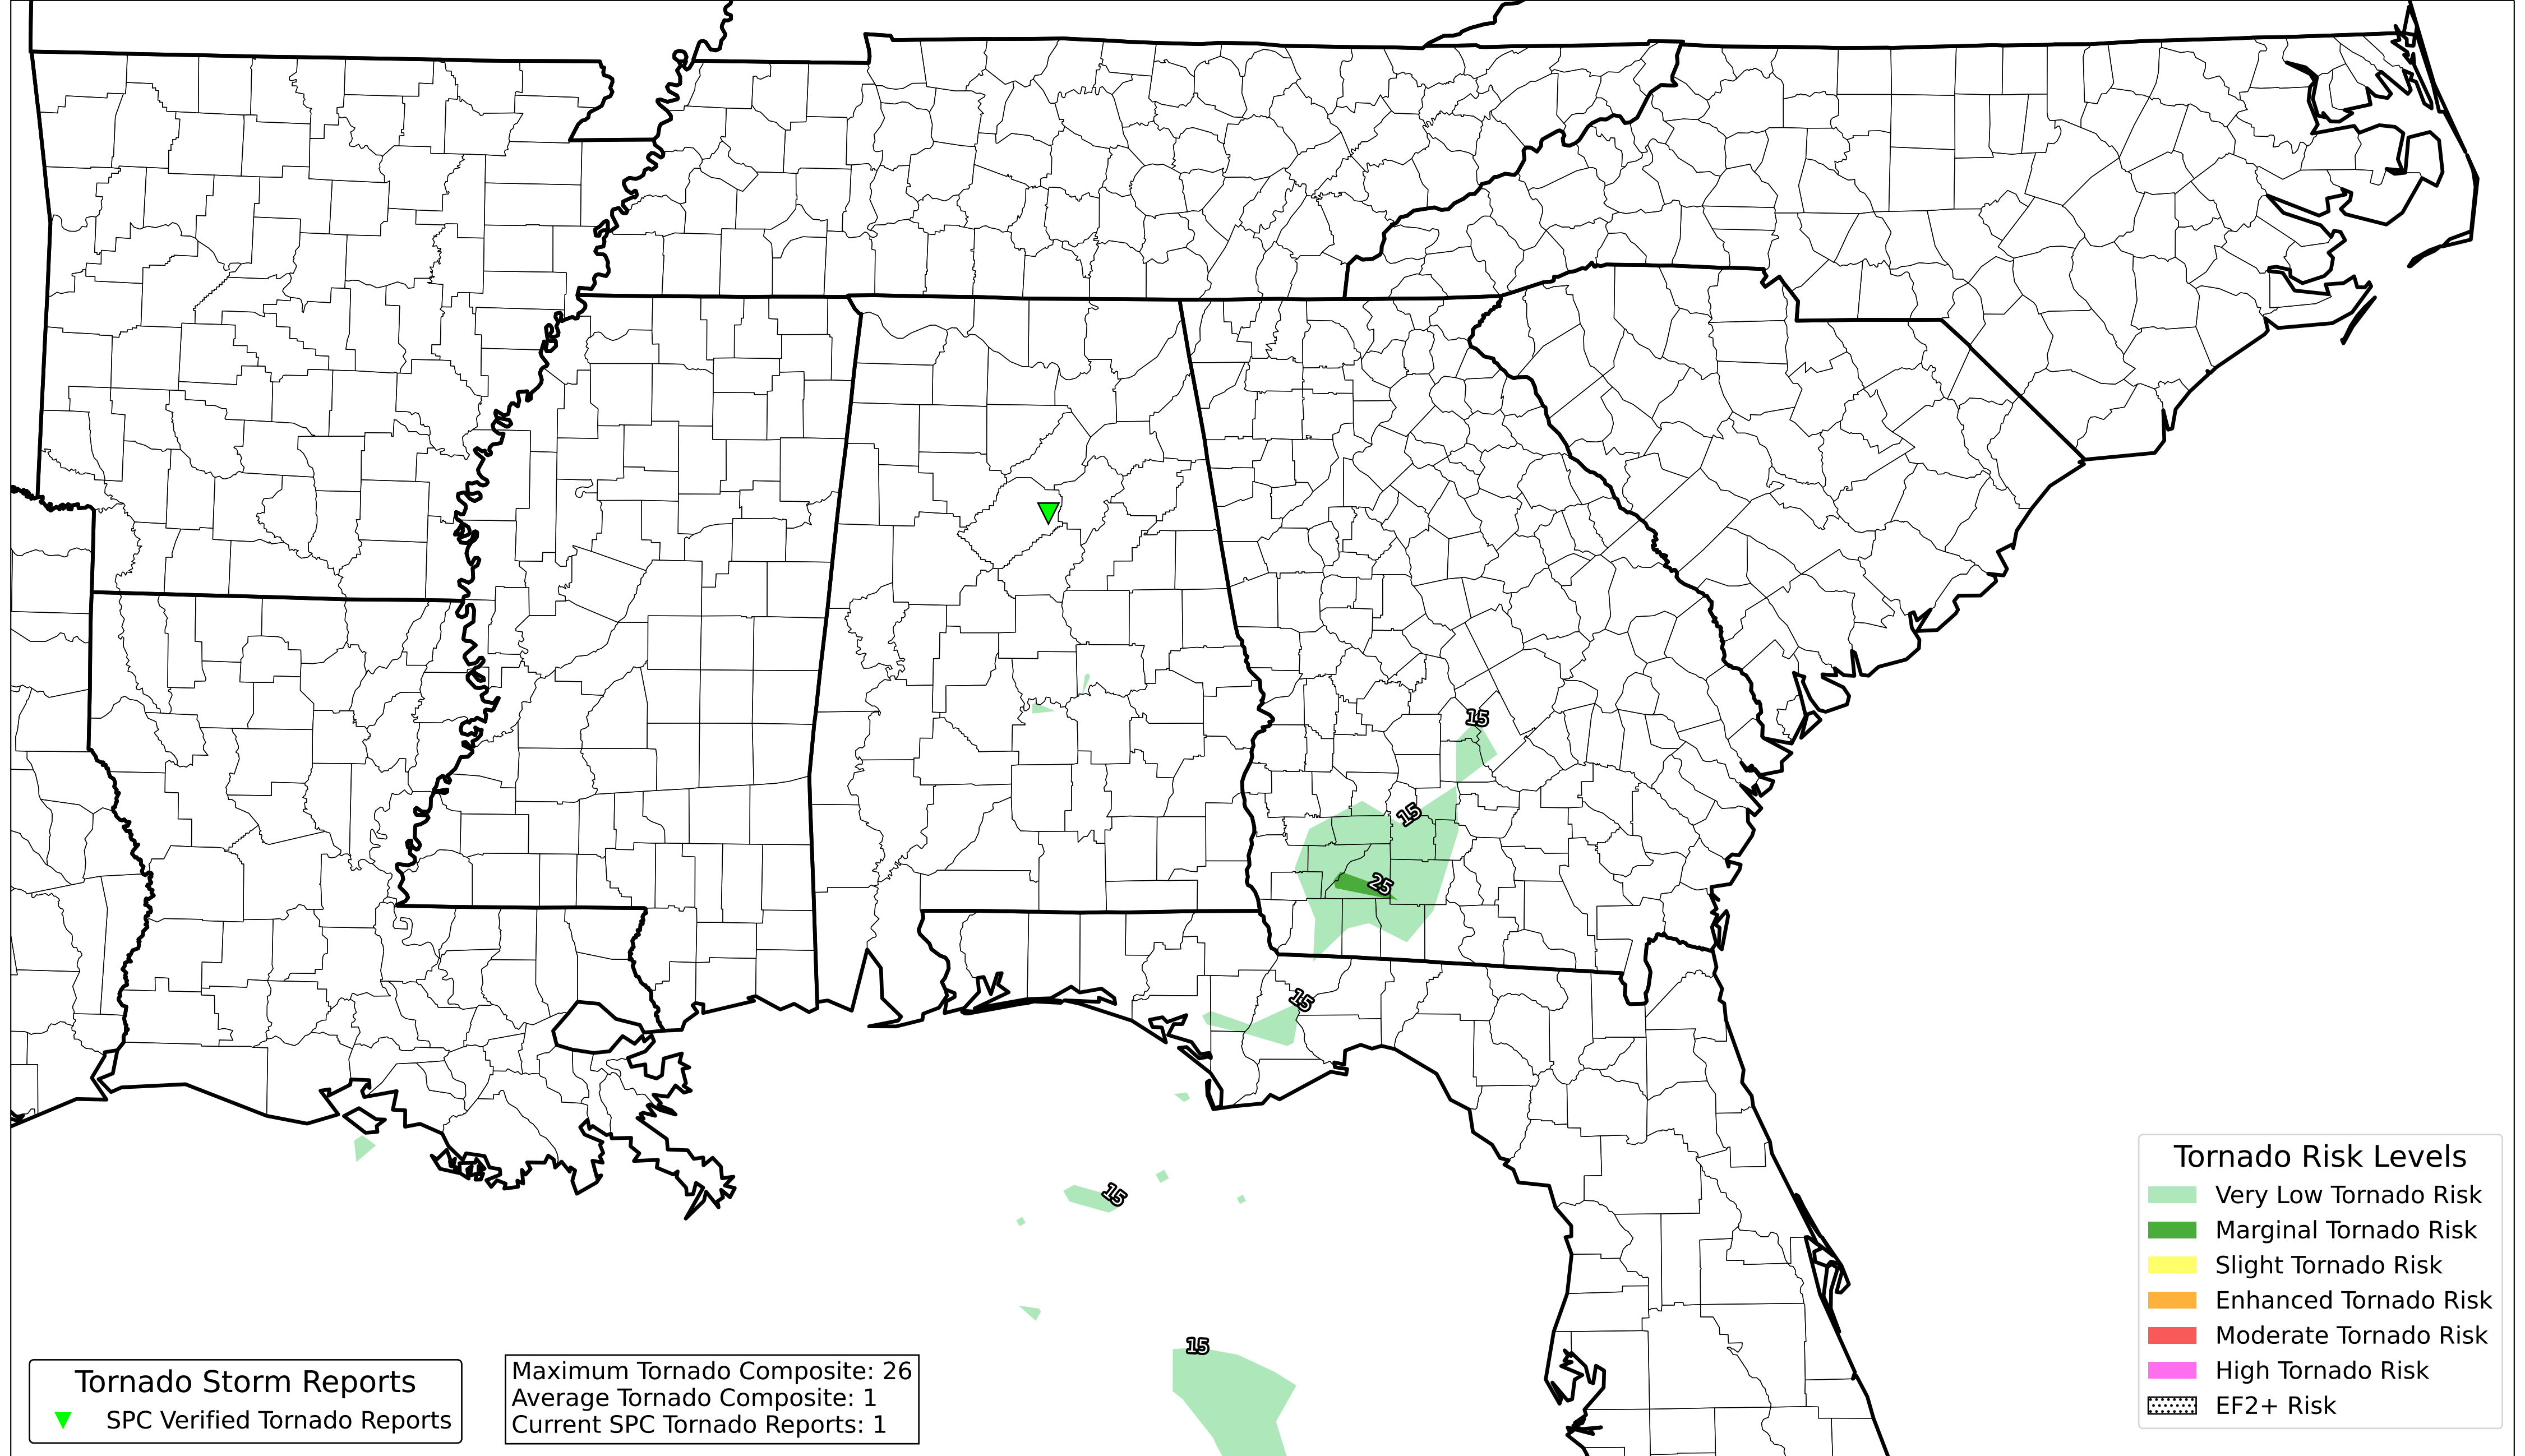 15
15
25
15
15
15
Tornado Risk Levels
Very Low Tornado Risk
Marginal Tornado Risk
Slight Tornado Risk
Enhanced Tornado Risk
Moderate Tornado Risk
High Tornado Risk
EF2+ Risk
Tornado Storm Reports
SPC Verified Tornado Reports
Maximum Tornado Composite: 26
Average Tornado Composite: 1
Current SPC Tornado Reports: 1